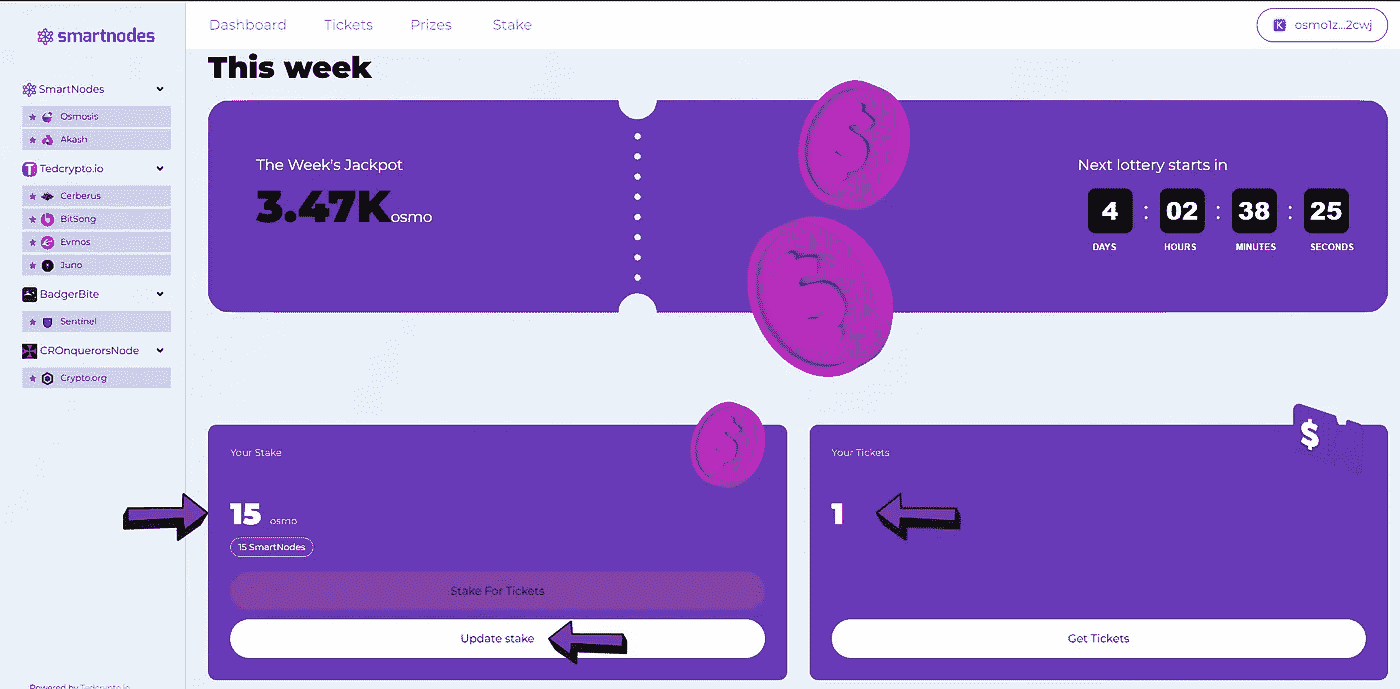 smartnodes
Dashboard Tickets Prizes Stake
K osmo1z...2cwj
SmartNodes
Osmosis
Akash
Tedcrypto.io
Cerberus
BitSong
Evmos
Juno
BadgerBite
Sentinel
CROnquerorsNode
Crypto.org
Powered by Tedcrypto.io
This week
The Week's Jackpot
3.47K osmo
Next lottery starts in
4 : 02 : 38 : 25
DAYS HOURS MINUTES SECONDS
Your Stake
15 osmo
15 SmartNodes
Stake For Tickets
Update stake
Your Tickets
$
1
Get Tickets